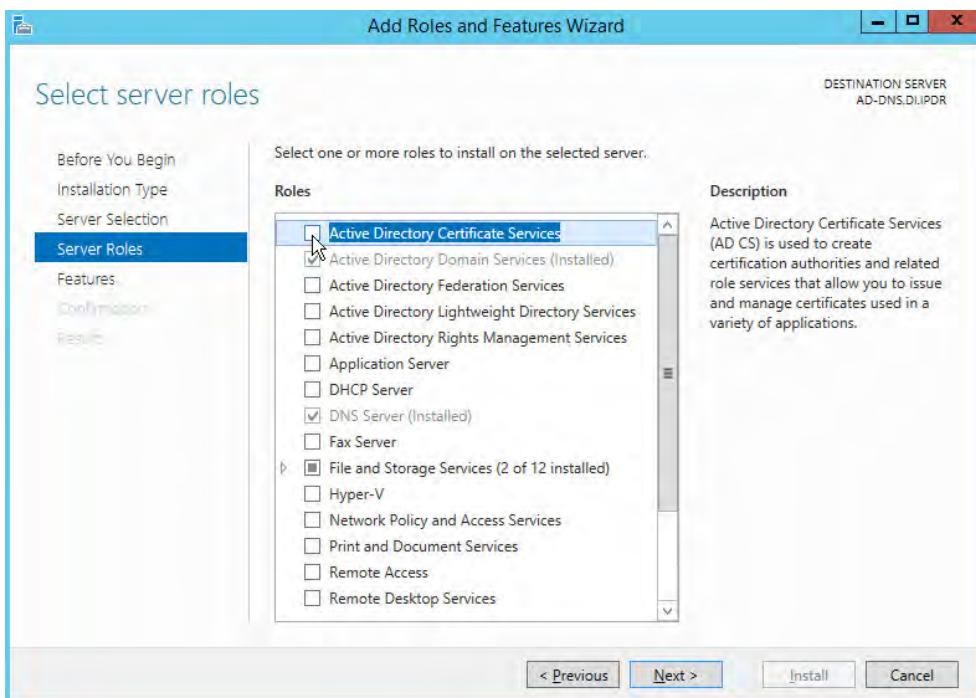 Add Roles and Features Wizard
Select server roles
DESTINATION SERVER
AD-DNS.DI.IPDR
Before You Begin
Installation Type
Server Selection
Server Roles
Features
Confirmation
Results
Select one or more roles to install on the selected server.
Roles
Active Directory Certificate Services
Active Directory Domain Services (Installed)
Active Directory Federation Services
Active Directory Lightweight Directory Services
Active Directory Rights Management Services
Application Server
DHCP Server
DNS Server (Installed)
Fax Server
File and Storage Services (2 of 12 installed)
Hyper-V
Network Policy and Access Services
Print and Document Services
Remote Access
Remote Desktop Services
Description
Active Directory Certificate Services
(AD CS) is used to create
certification authorities and related
role services that allow you to issue
and manage certificates used in a
variety of applications.
< Previous
Next >
Install
Cancel